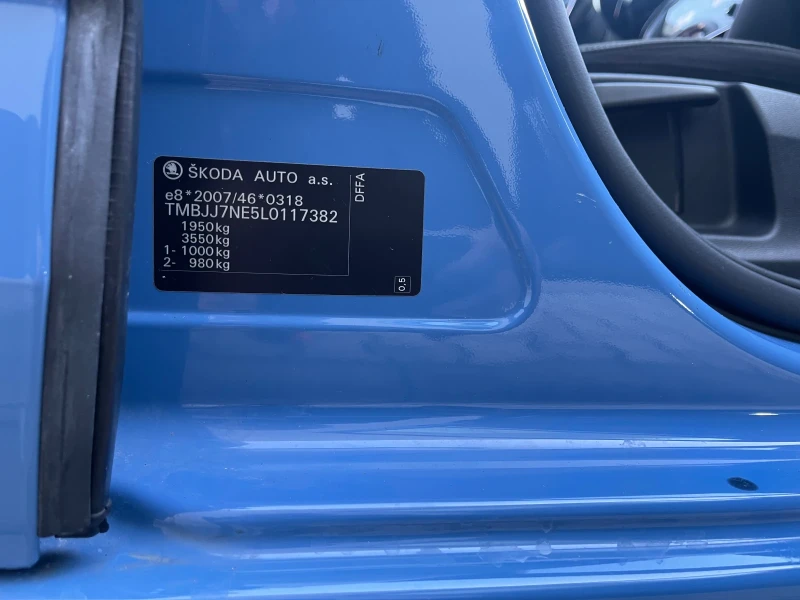 ŠKODA AUTO a.s.
e8*2007/46*0318
TMBJJ7NE5L0117382
1950kg
3550kg
1- 1000kg
2- 980kg
DFFA
0.5